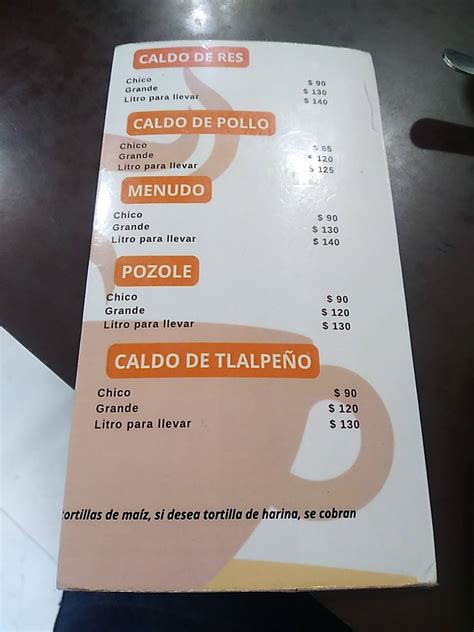 CALDO DE RES
Chico $ 90
Grande $ 130
Litro para llevar $ 140
CALDO DE POLLO
Chico $ 85
Grande $ 120
Litro para llevar $ 125
MENUDO
Chico $ 90
Grande $ 130
Litro para llevar $ 140
POZOLE
Chico $ 90
Grande $ 120
Litro para llevar $ 130
CALDO DE TLALPEÑO
Chico $ 90
Grande $ 120
Litro para llevar $ 130
tortillas de maíz, si desea tortilla de harina, se cobran